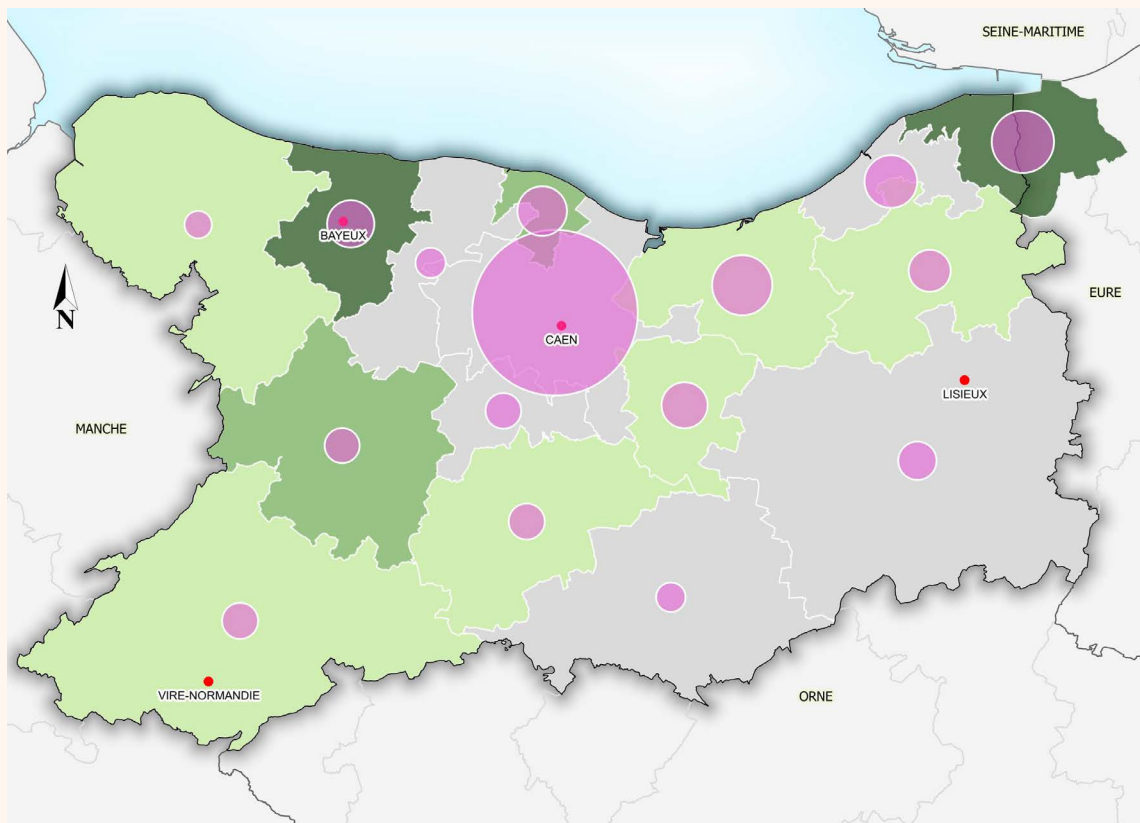 SEINE-MARITIME
BAYEUX
EURE
N
CAEN
LISIEUX
MANCHE
VIRE-NORMANDIE
ORNE